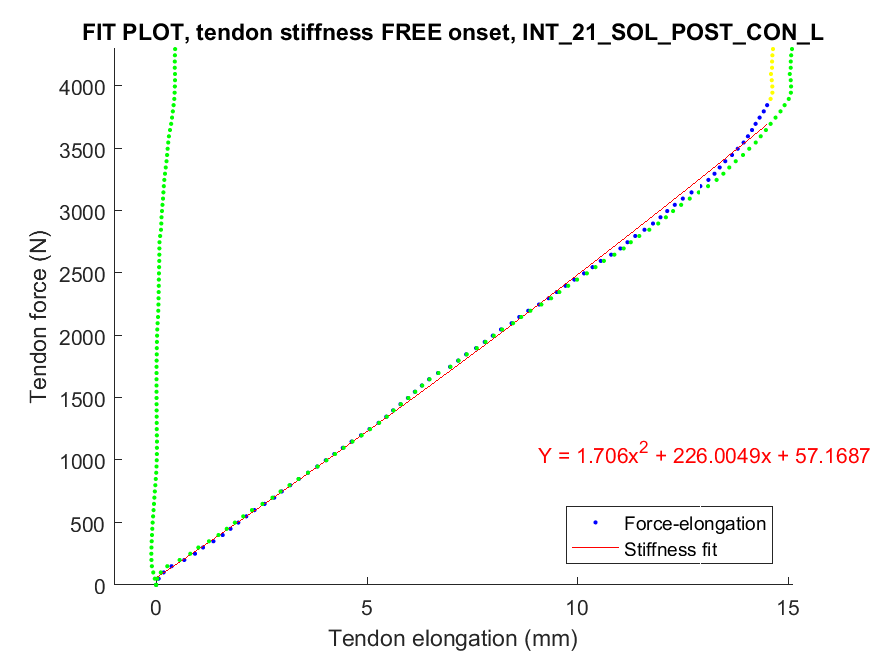 FIT PLOT, tendon stiffness FREE onset, INT_21_SOL_POST_CON_L
4000
3500
3000
2500
2000
1500
1000
500
0
Tendon force (N)
Y = 1.706x² + 226.0049x + 57.1687
Force-elongation
Stiffness fit
0 5 10 15
Tendon elongation (mm)